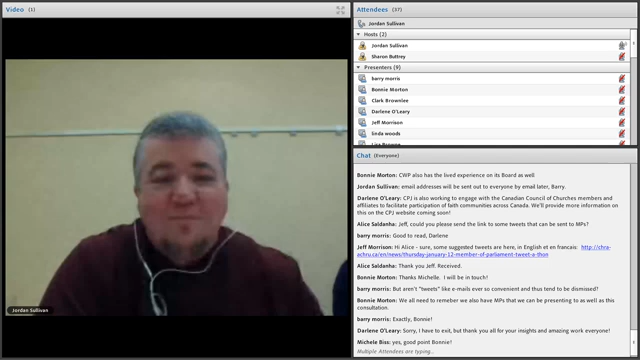 Video (1)
Jordan Sullivan
Attendees (37)
Jordan Sullivan
Hosts (2)
Jordan Sullivan
Sharon Buttrey
Presenters (9)
barry morris
Bonnie Morton
Clark Brownlee
Darlene O'Leary
Jeff Morrison
linda woods
Chat (Everyone)
Bonnie Morton: CWP also has the lived experience on its Board as well
Jordan Sullivan: email addresses will be sent out to everyone by email later, Barry.
Darlene O'Leary: CPJ is also working to engage with the Canadian Council of Churches members and
affiliates to facilitate participation of faith communities across Canada. We'll provide more information
on this on the CPJ website coming soon!
Alice Saldanha: Jeff, could you please send the link to some tweets that can be sent to MPs?
barry morris: Good to read, Darlene
Jeff Morrison: Hi Alice - sure, some suggested tweets are here, in English et en francais: http://chra-
achru.ca/en/news/thursday-january-12-member-of-parliament-tweet-a-thon
Alice Saldanha: Thank you Jeff. Received.
Bonnie Morton: Thanks Michelle. I will be in touch!
barry morris: But aren't "tweets" like e-mails ever so convenient and thus tend to be dismissed?
Bonnie Morton: We all need to remeber we also have MPs that we can be presenting to as well as this
consultation.
barry morris: Exactly, Bonnie!
Darlene O'Leary: Sorry, I have to exit, but thank you all for your insights and amazing work everyone!
Michele Biss: yes, good point Bonnie!
Multiple Attendees are typing..